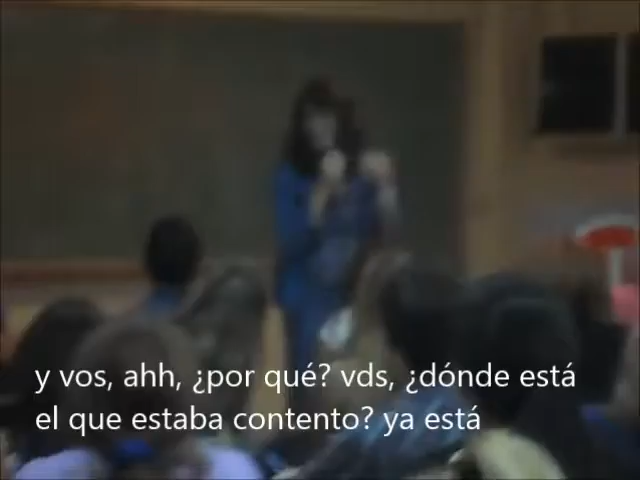 y vos, ahh, ¿por qué? vds, ¿dónde está
el que estaba contento? ya está